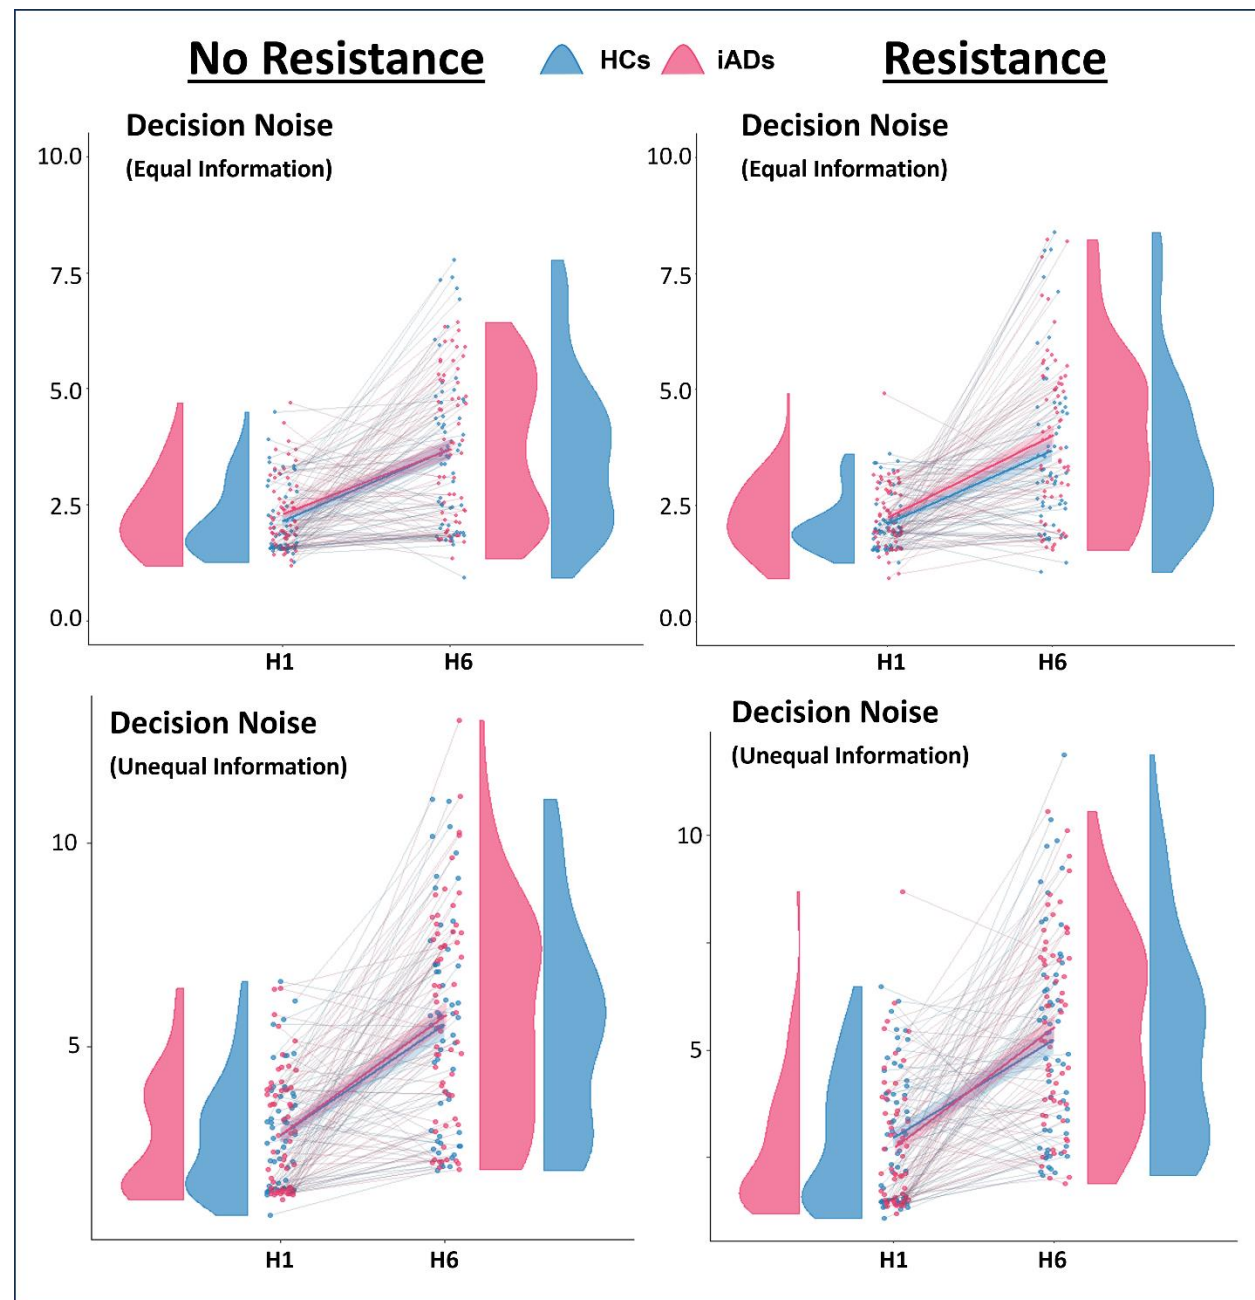 No Resistance
HCs
iADs
Resistance
Decision Noise
(Equal Information)
10.0
7.5
5.0
2.5
0.0
H1
H6
Decision Noise
(Equal Information)
10.0
7.5
5.0
2.5
0.0
H1
H6
Decision Noise
(Unequal Information)
10
5
H1
H6
Decision Noise
(Unequal Information)
10
5
H1
H6